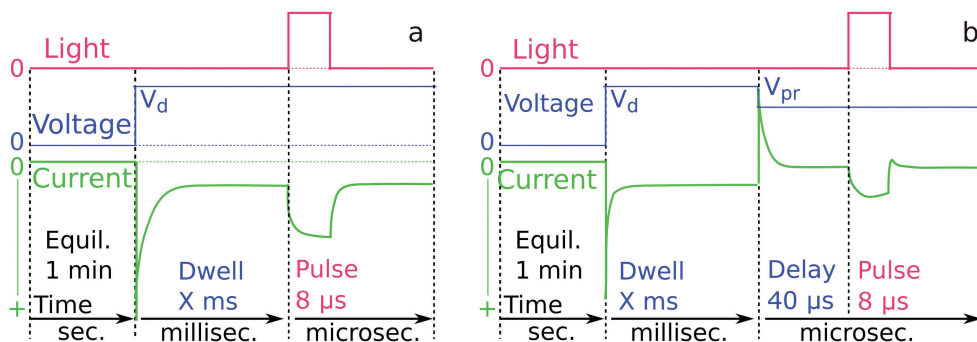 a
Light
0
V_d
Voltage
0
0
Current
Equil.
1 min
Dwell
X ms
Pulse
8 µs
+
Time
sec.
millisec.
microsec.
b
Light
0
V_d
V_pr
Voltage
0
0
Current
Equil.
1 min
Dwell
X ms
Delay
40 µs
Pulse
8 µs
+
Time
sec.
millisec.
microsec.